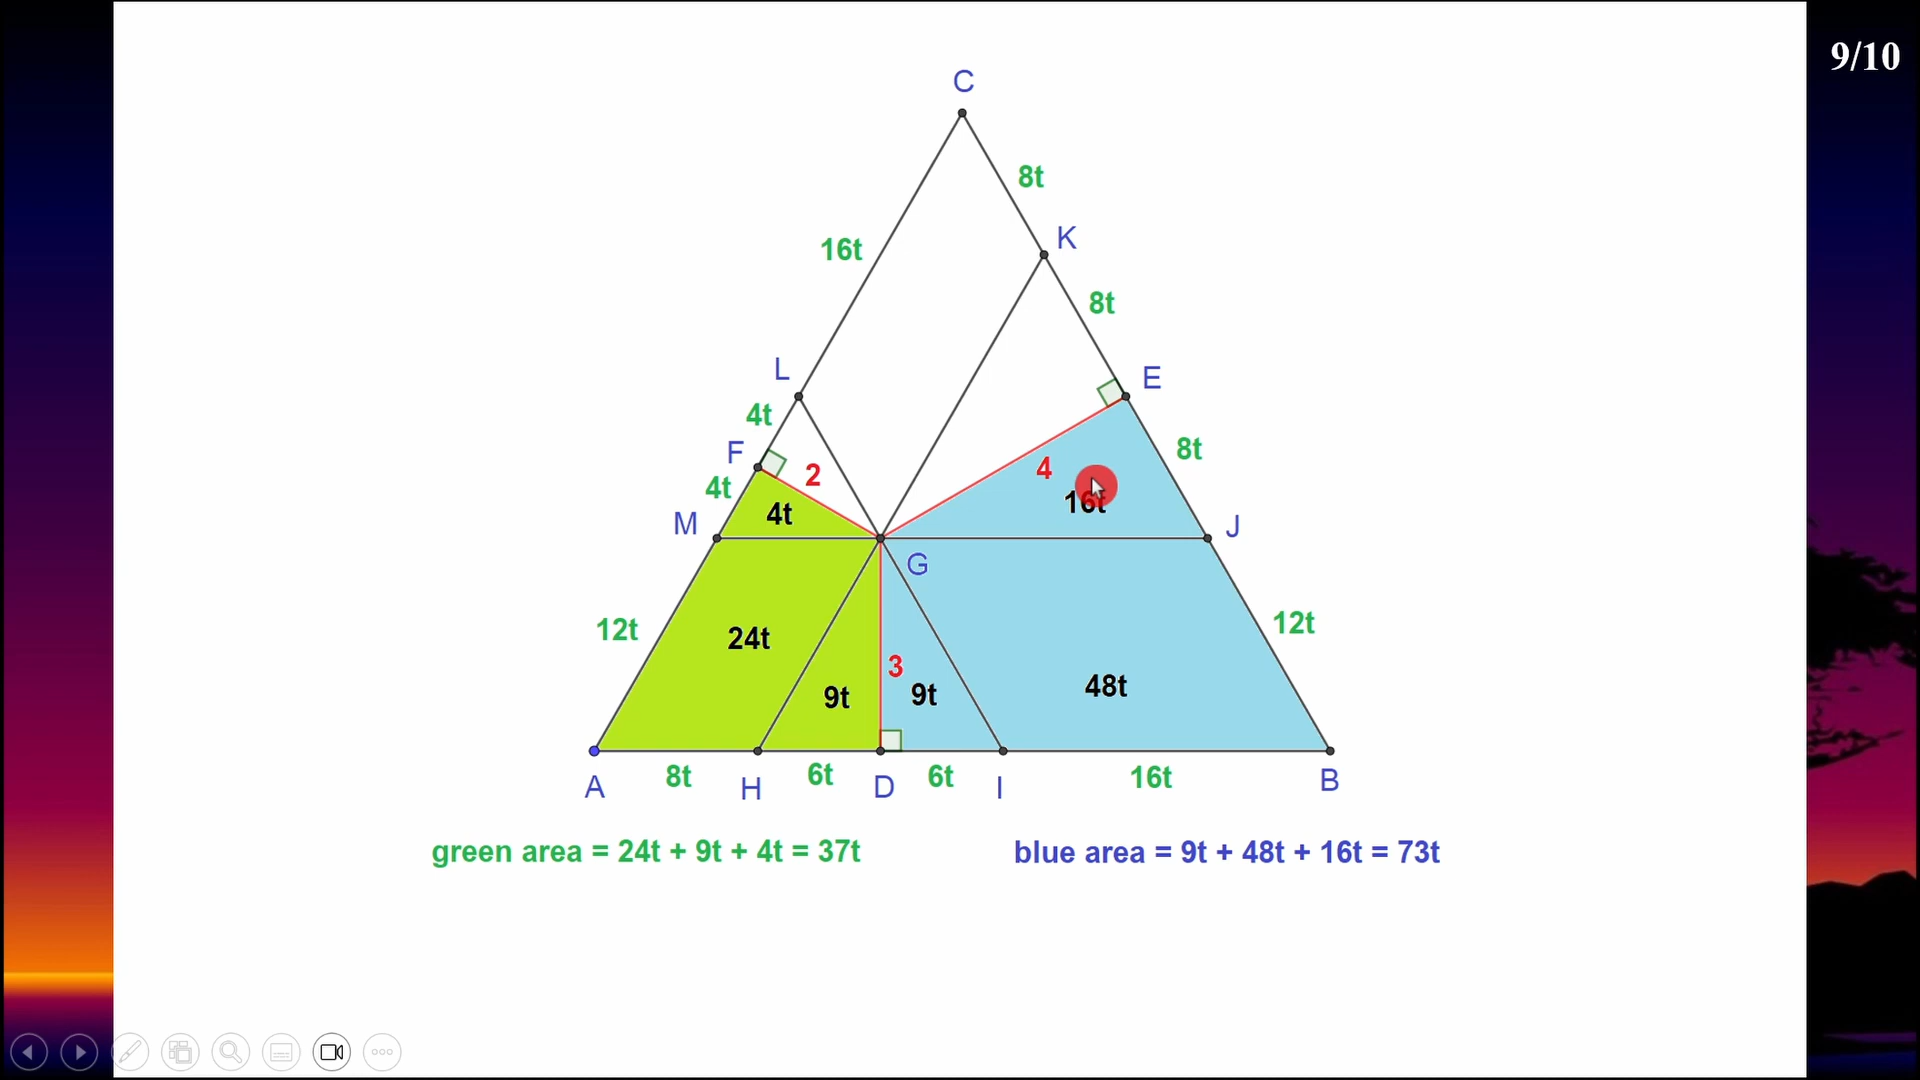 9/10
C
8t
K
16t
8t
L
E
4t
F
8t
2
4
4t
16t
4t
M
J
G
12t
12t
24t
3
9t
9t
48t
8t
6t
6t
16t
A
H
D
I
B
green area = 24t + 9t + 4t = 37t
blue area = 9t + 48t + 16t = 73t